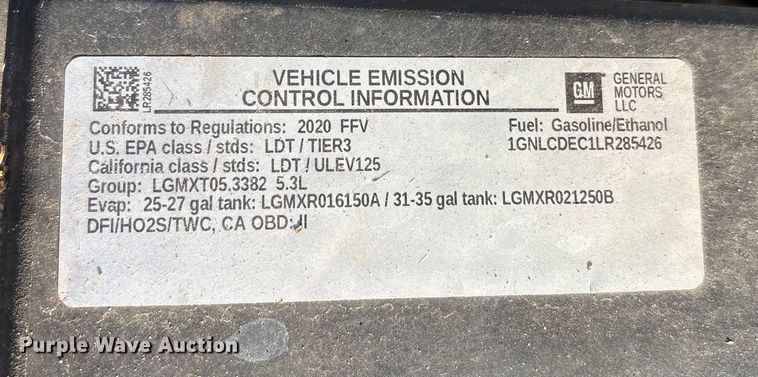 LR285426
VEHICLE EMISSION
CONTROL INFORMATION
GM
GENERAL
MOTORS
LLC
Conforms to Regulations: 2020 FFV
Fuel: Gasoline/Ethanol
U.S. EPA class / stds: LDT / TIER3
1GNLCDEC1LR285426
California class / stds: LDT / ULEV125
Group: LGMXT05.3382 5.3L
Evap: 25-27 gal tank: LGMXR016150A / 31-35 gal tank: LGMXR021250B
DFI/HO2S/TWC, CA OBD: II
Purple Wave Auction